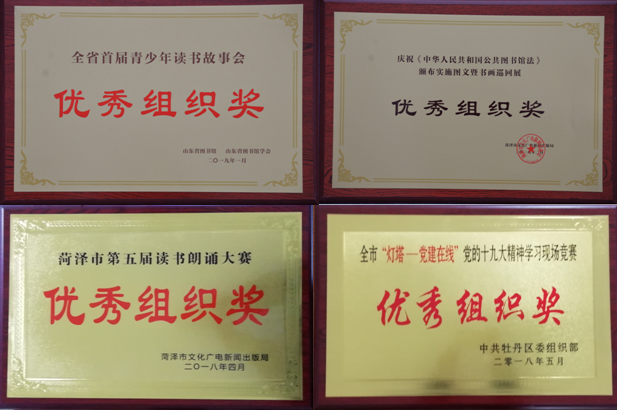 全省首届青少年读书故事会
优秀组织奖
山东省图书馆 山东省图书馆学会
二〇一九年一月
庆祝《中华人民共和国公共图书馆法》
颁布实施图文暨书画巡回展
优秀组织奖
菏泽市第五届读书朗诵大赛
优秀组织奖
菏泽市文化广电新闻出版局
二〇一八年四月
全市“灯塔—党建在线”党的十九大精神学习现场竞赛
优秀组织奖
中共牡丹区委组织部
二零一八年五月